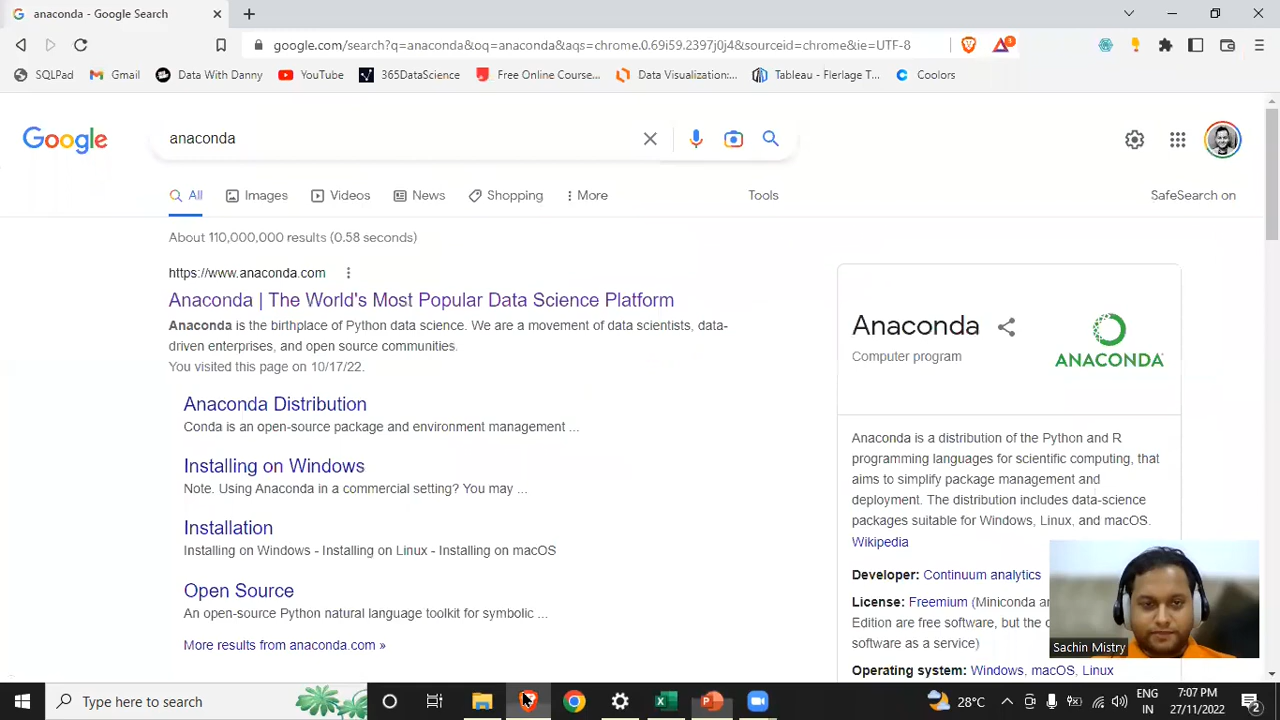 anaconda - Google Search
google.com/search?q=anaconda&oq=anaconda&aqs=chrome.0.69i59.2397j0j4&sourceid=chrome&ie=UTF-8
SQLPad Gmail Data With Danny YouTube 365DataScience Free Online Course... Data Visualization:... Tableau - Flerlage T... Coolors
Google
anaconda
All Images Videos News Shopping More Tools SafeSearch on
About 110,000,000 results (0.58 seconds)
https://www.anaconda.com
Anaconda | The World's Most Popular Data Science Platform
Anaconda is the birthplace of Python data science. We are a movement of data scientists, data-
driven enterprises, and open source communities.
You visited this page on 10/17/22.
Anaconda Distribution
Conda is an open-source package and environment management ...
Installing on Windows
Note. Using Anaconda in a commercial setting? You may ...
Installation
Installing on Windows - Installing on Linux - Installing on macOS
Open Source
An open-source Python natural language toolkit for symbolic ...
More results from anaconda.com »
Anaconda
Computer program
ANACONDA
Anaconda is a distribution of the Python and R
programming languages for scientific computing, that
aims to simplify package management and
deployment. The distribution includes data-science
packages suitable for Windows, Linux, and macOS.
Wikipedia
Developer: Continuum analytics
License: Freemium (Miniconda
Edition are free software, but the
software as a service)
Operating system: Windows, macOS, Linux
Sachin Mistry
Type here to search
28°C
ENG
IN
7:07 PM
27/11/2022
2